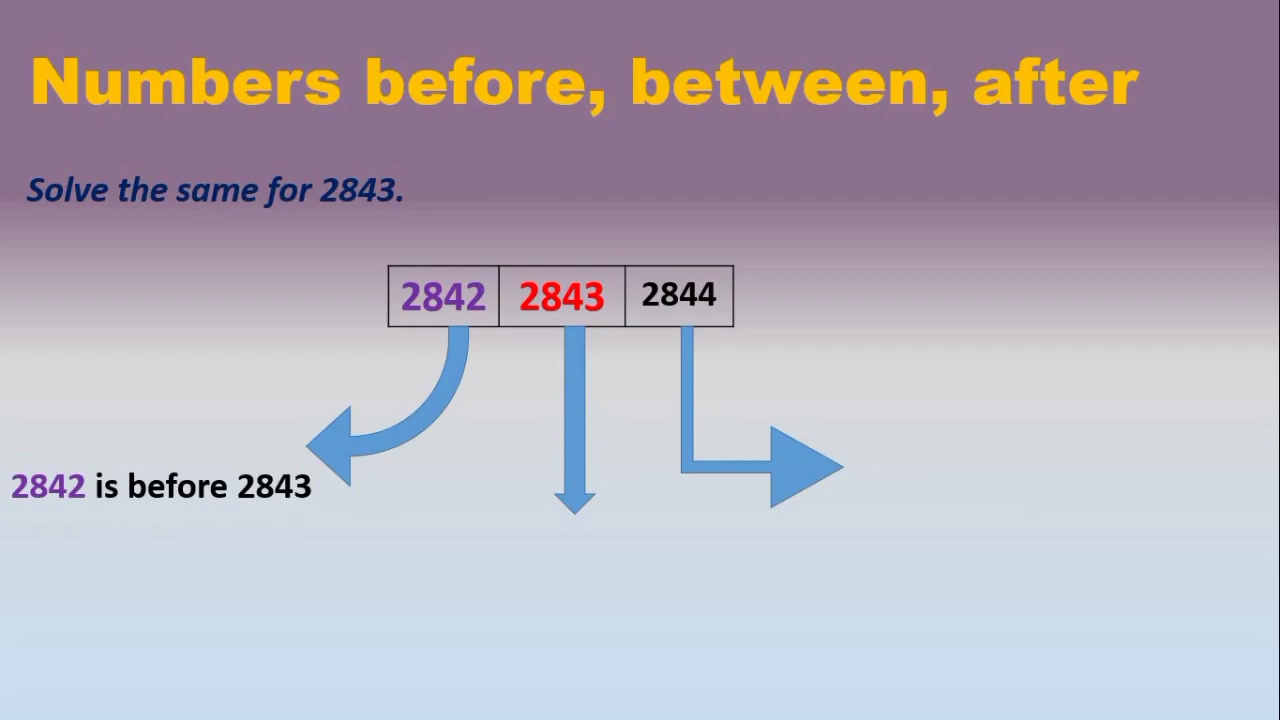 Numbers before, between, after
Solve the same for 2843.
2842 2843 2844
2842 is before 2843